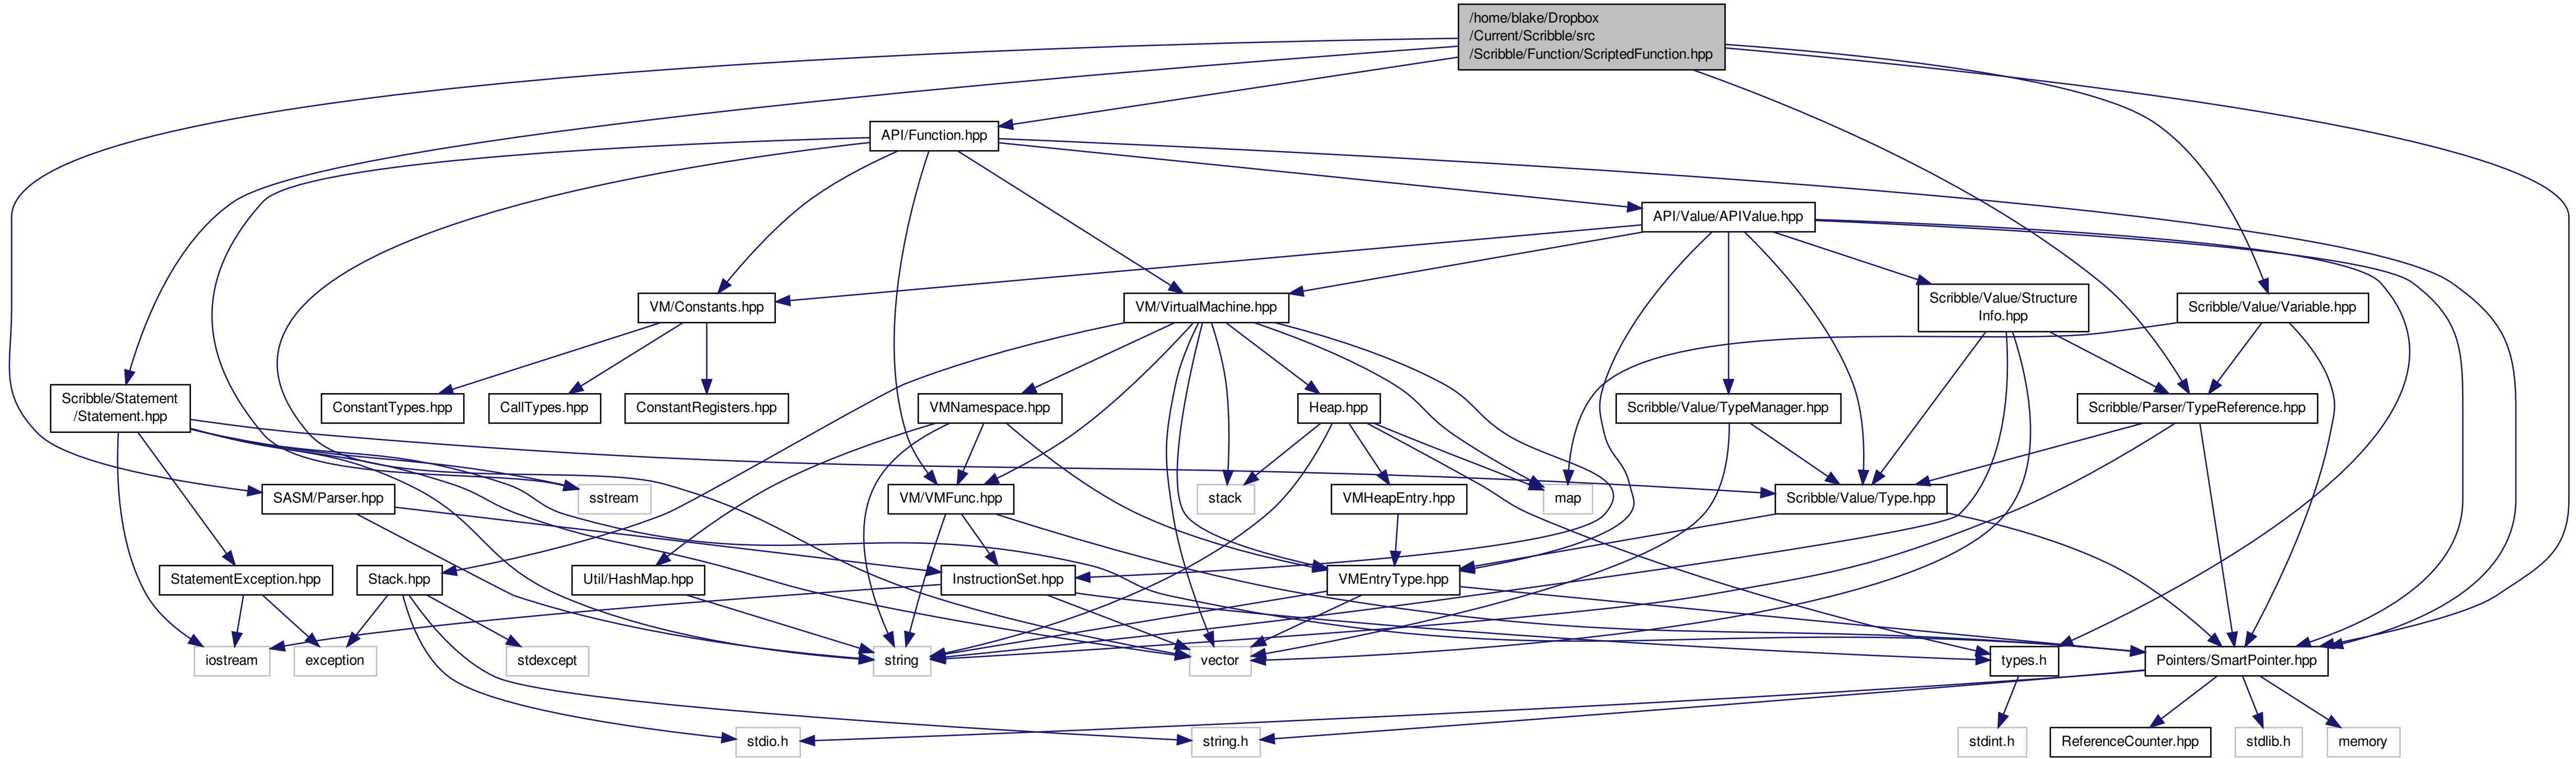 /home/blake/Dropbox
/Current/Scribble/src
/Scribble/Function/ScriptedFunction.hpp
API/Function.hpp
API/Value/APIValue.hpp
VM/Constants.hpp
VM/VirtualMachine.hpp
Scribble/Value/Structure
Info.hpp
Scribble/Value/Variable.hpp
Scribble/Statement
/Statement.hpp
ConstantTypes.hpp
CallTypes.hpp
ConstantRegisters.hpp
VMNamespace.hpp
Heap.hpp
Scribble/Value/TypeManager.hpp
Scribble/Parser/TypeReference.hpp
SASM/Parser.hpp
sstream
VM/VMFunc.hpp
stack
VMHeapEntry.hpp
map
Scribble/Value/Type.hpp
StatementException.hpp
Stack.hpp
Util/HashMap.hpp
InstructionSet.hpp
VMEntryType.hpp
iostream
exception
stdexcept
string
vector
types.h
Pointers/SmartPointer.hpp
stdio.h
string.h
stdint.h
ReferenceCounter.hpp
stdlib.h
memory